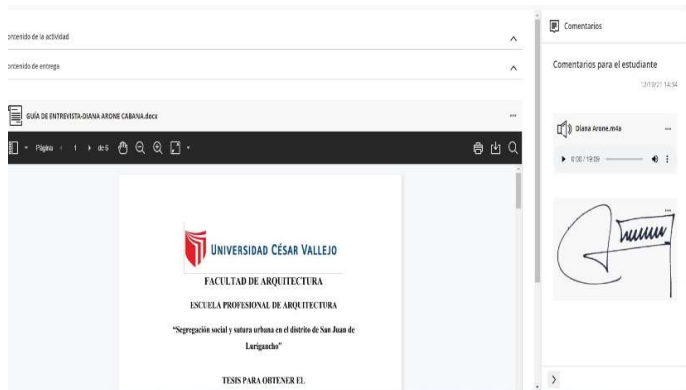 ontenido de la actividad
ontenido de entrega
GUÍA DE ENTREVISTA-DIANA ARONE CABANA.docx
Página 1 de 6
UNIVERSIDAD CÉSAR VALLEJO
FACULTAD DE ARQUITECTURA
ESCUELA PROFESIONAL DE ARQUITECTURA
“Segregación social y sutura urbana en el distrito de San Juan de
Lurigancho”
TESIS PARA OBTENER EL
Comentarios
Comentarios para el estudiante
14:34
Diana Arone.m4a
0:00 / 19:09